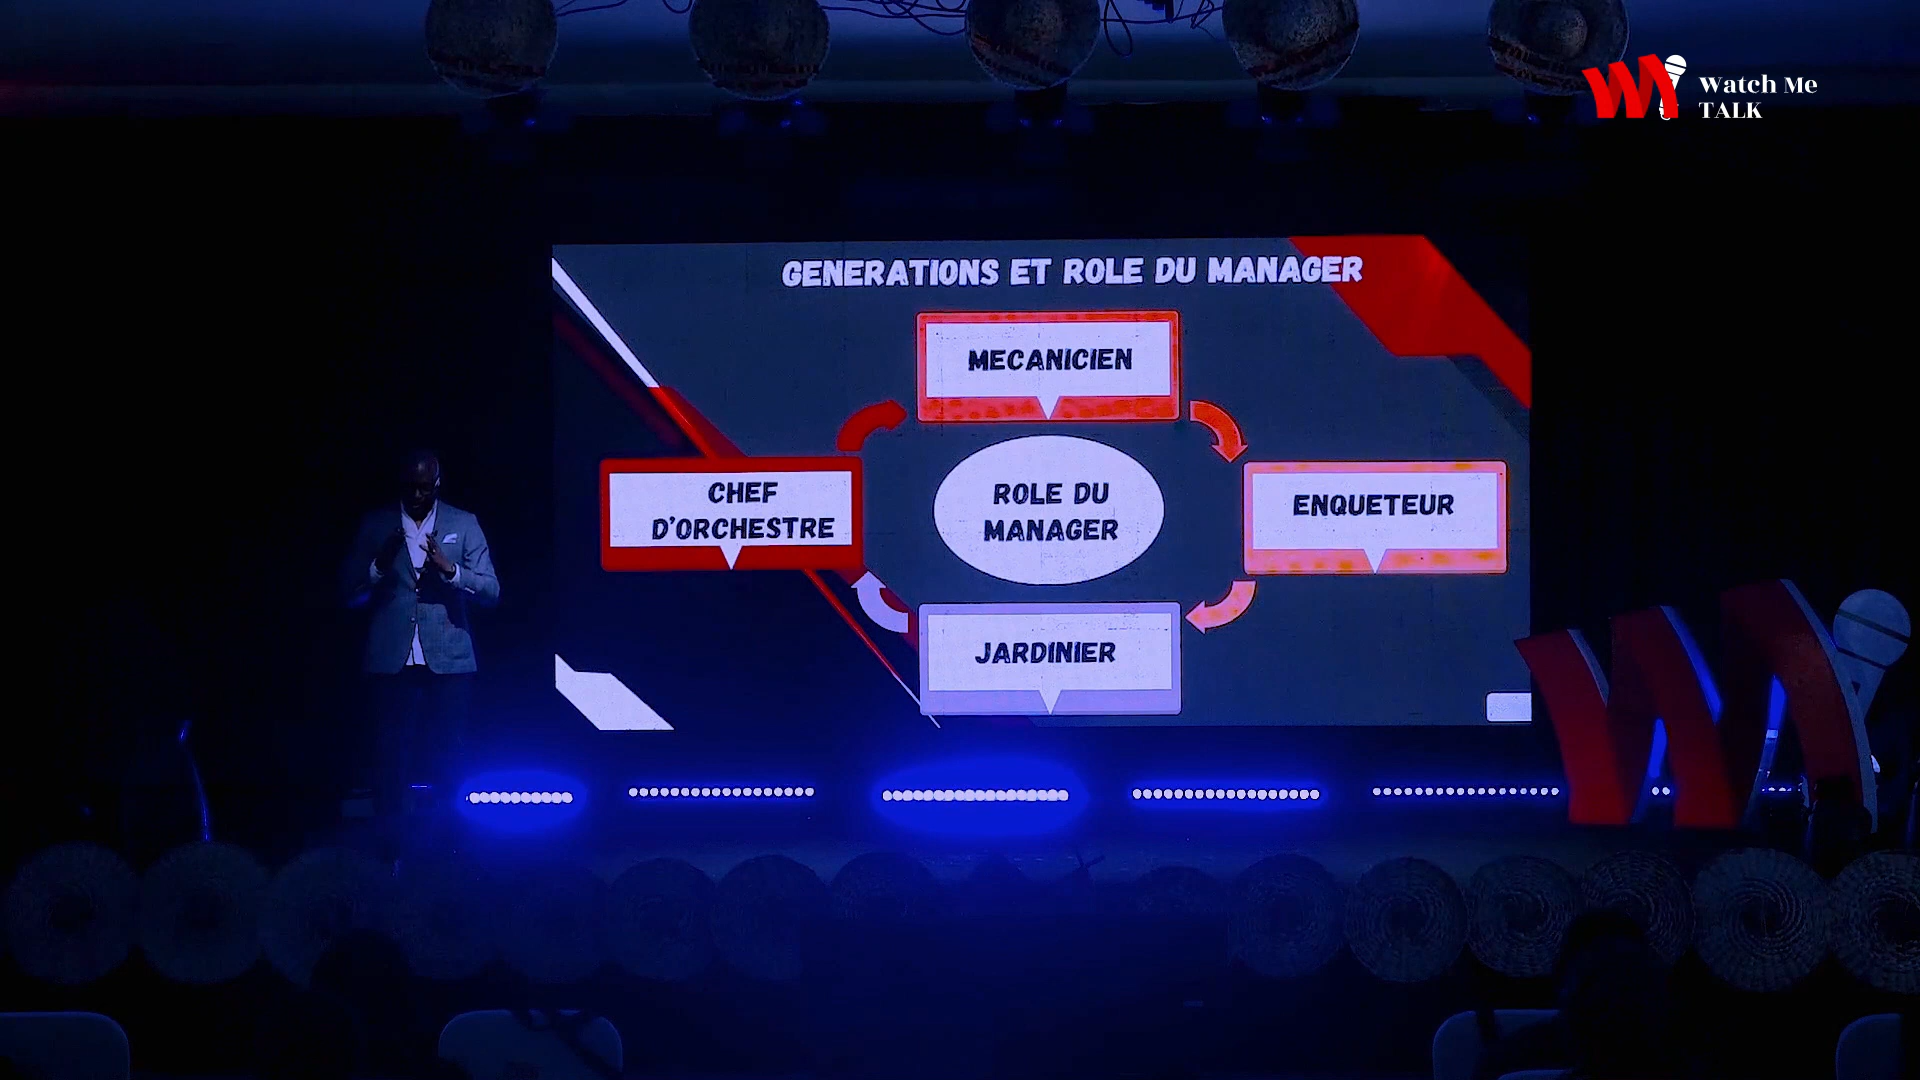 Watch Me
TALK
GENERATIONS ET ROLE DU MANAGER
MECANICIEN
CHEF
D'ORCHESTRE
ROLE DU
MANAGER
ENQUETEUR
JARDINIER